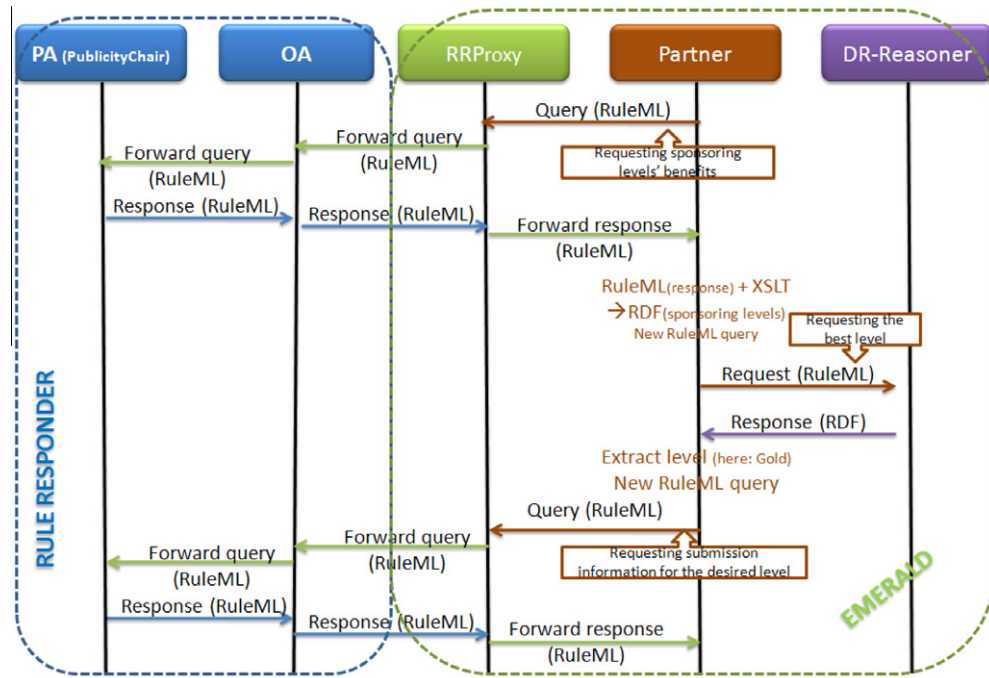 PA (PublicityChair)
OA
RRProxy
Partner
DR-Reasoner
Query (RuleML)
Requesting sponsoring
levels' benefits
Forward query
(RuleML)
Forward query
(RuleML)
Response (RuleML)
Response (RuleML)
Forward response
(RuleML)
RuleML(response) + XSLT
→RDF(sponsoring levels)
New RuleML query
Requesting the
best level
Request (RuleML)
Response (RDF)
Extract level (here: Gold)
New RuleML query
Query (RuleML)
Requesting submission
information for the desired level
Forward query
(RuleML)
Forward query
(RuleML)
Response (RuleML)
Response (RuleML)
Forward response
(RuleML)
RULE RESPONDER
EMERALD